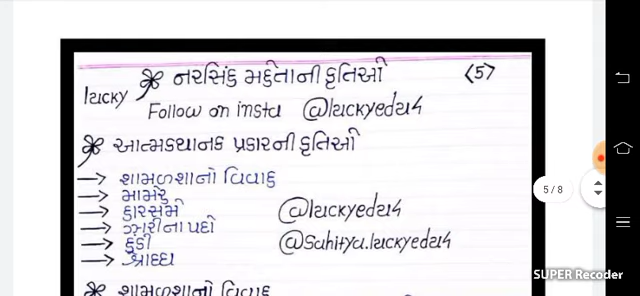 નરસિંહ મહેતાની કૃતિઓ <5>
lucky
Follow on insta @luckyedu4
આત્મકથાનક પ્રકારની કૃતિઓ
→ શામળશાનો વિવાહ
→ મામેરું
→ હારસમે @luckyedu4
→ ઝારીના પદો
→ હુંડી @Sahitya.luckyedu4
→ શ્રાધ્ધ
શામળશાનો વિવાહ
5 / 8
SUPER Recoder